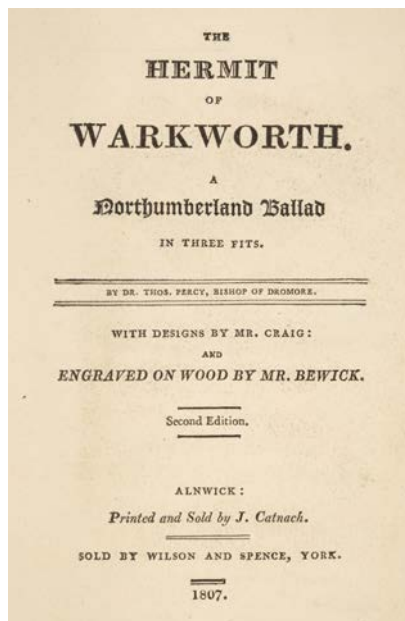 THE
HERMIT
OF
WARKWORTH.
A
Northumberland Ballad
IN THREE FITS.
BY DR. THOS. PERCY, BISHOP OF DROMORE.
WITH DESIGNS BY MR. CRAIG:
AND
ENGRAVED ON WOOD BY MR. BEWICK.
Second Edition.
ALNWICK:
Printed and Sold by J. Catnach.
SOLD BY WILSON AND SPENCE, YORK.
1807.